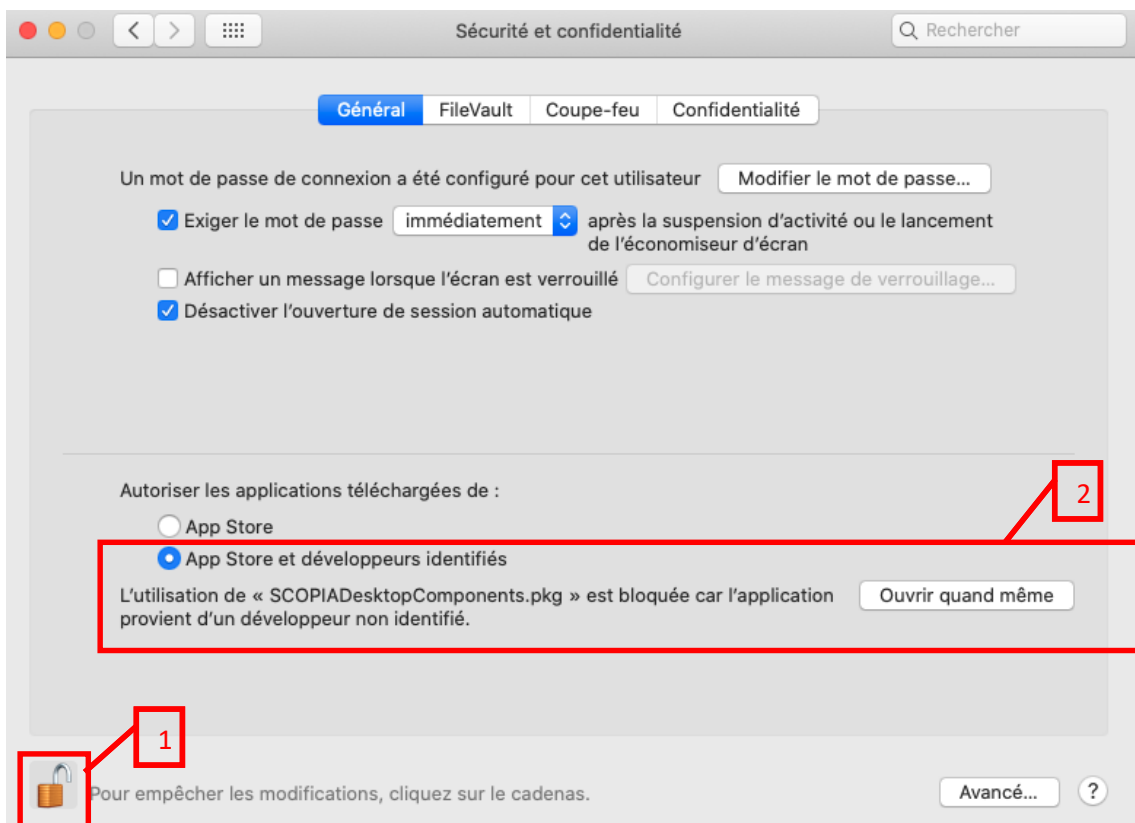 Sécurité et confidentialité
Rechercher
Général FileVault Coupe-feu Confidentialité
Un mot de passe de connexion a été configuré pour cet utilisateur Modifier le mot de passe...
Exiger le mot de passe immédiatement après la suspension d'activité ou le lancement
de l'économiseur d'écran
Afficher un message lorsque l'écran est verrouillé Configurer le message de verrouillage...
Désactiver l'ouverture de session automatique
Autoriser les applications téléchargées de :
2
App Store
App Store et développeurs identifiés
L'utilisation de « SCOPIADesktopComponents.pkg » est bloquée car l'application Ouvrir quand même
provient d'un développeur non identifié.
1
Pour empêcher les modifications, cliquez sur le cadenas. Avancé... ?